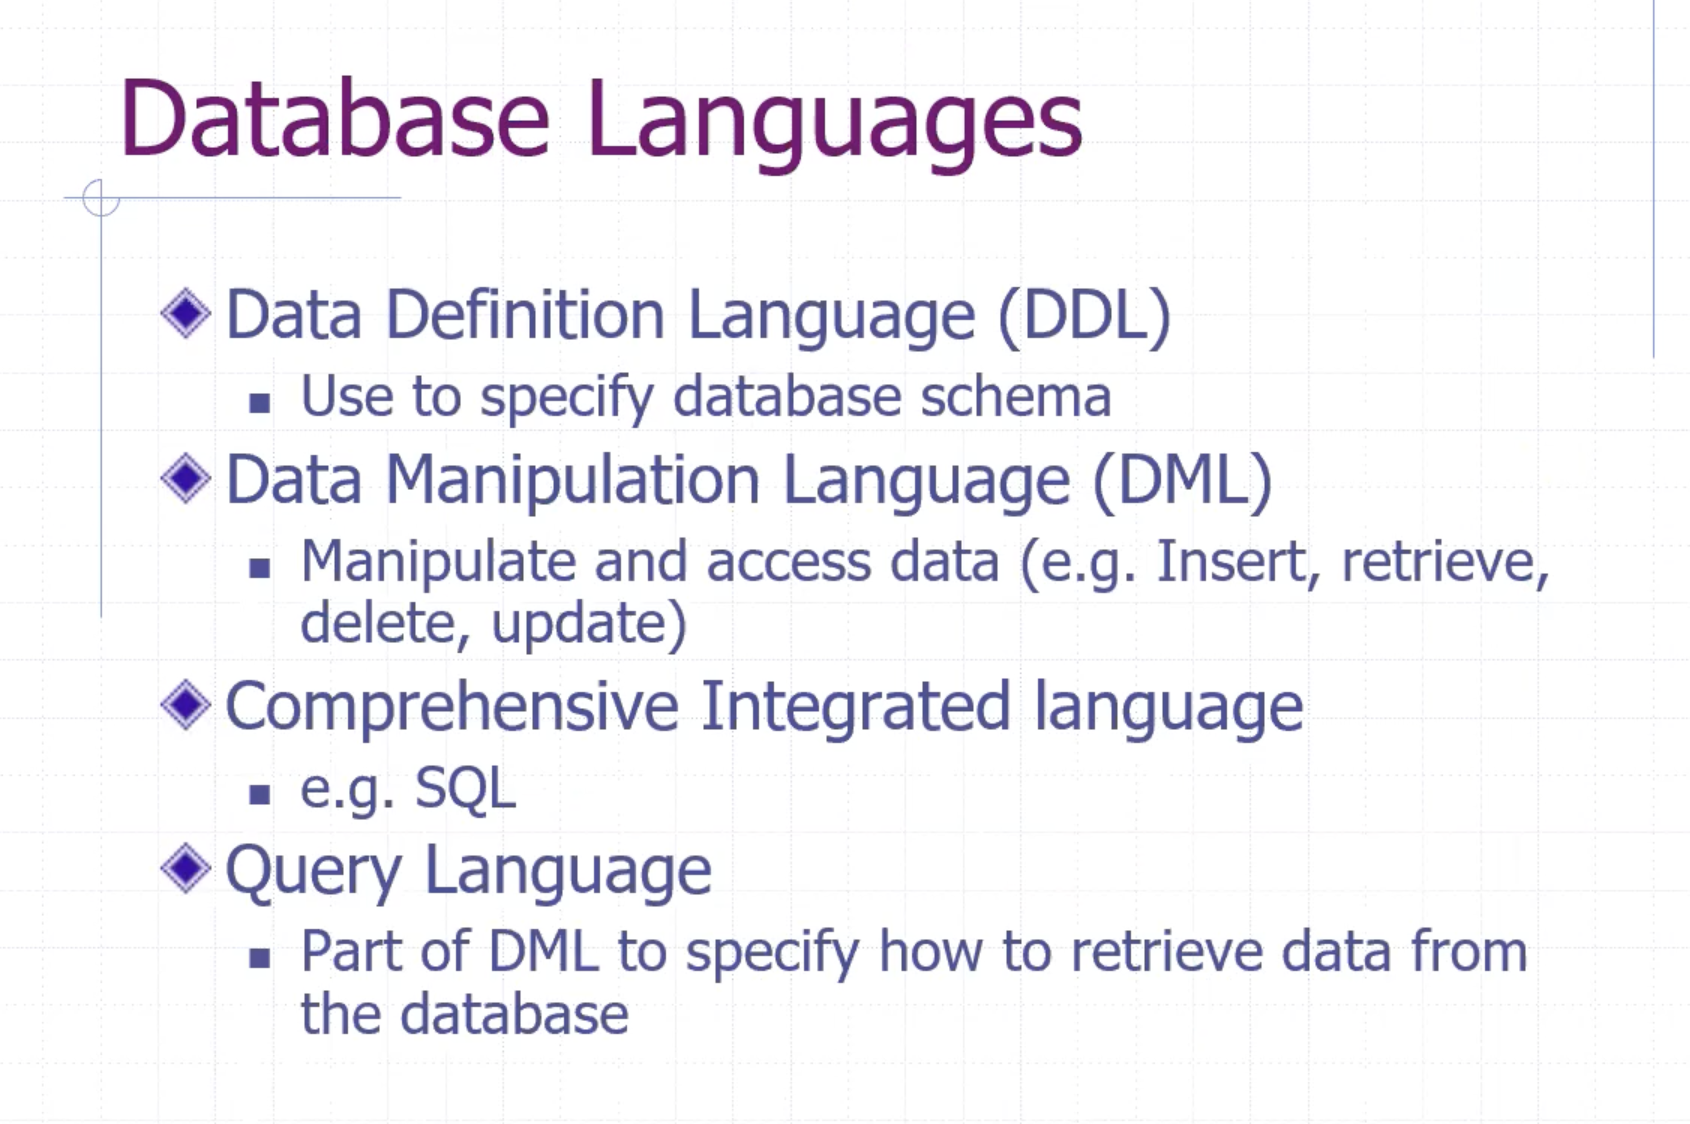 Database Languages
Data Definition Language (DDL)
Use to specify database schema
Data Manipulation Language (DML)
Manipulate and access data (e.g. Insert, retrieve,
delete, update)
Comprehensive Integrated language
e.g. SQL
Query Language
Part of DML to specify how to retrieve data from
the database